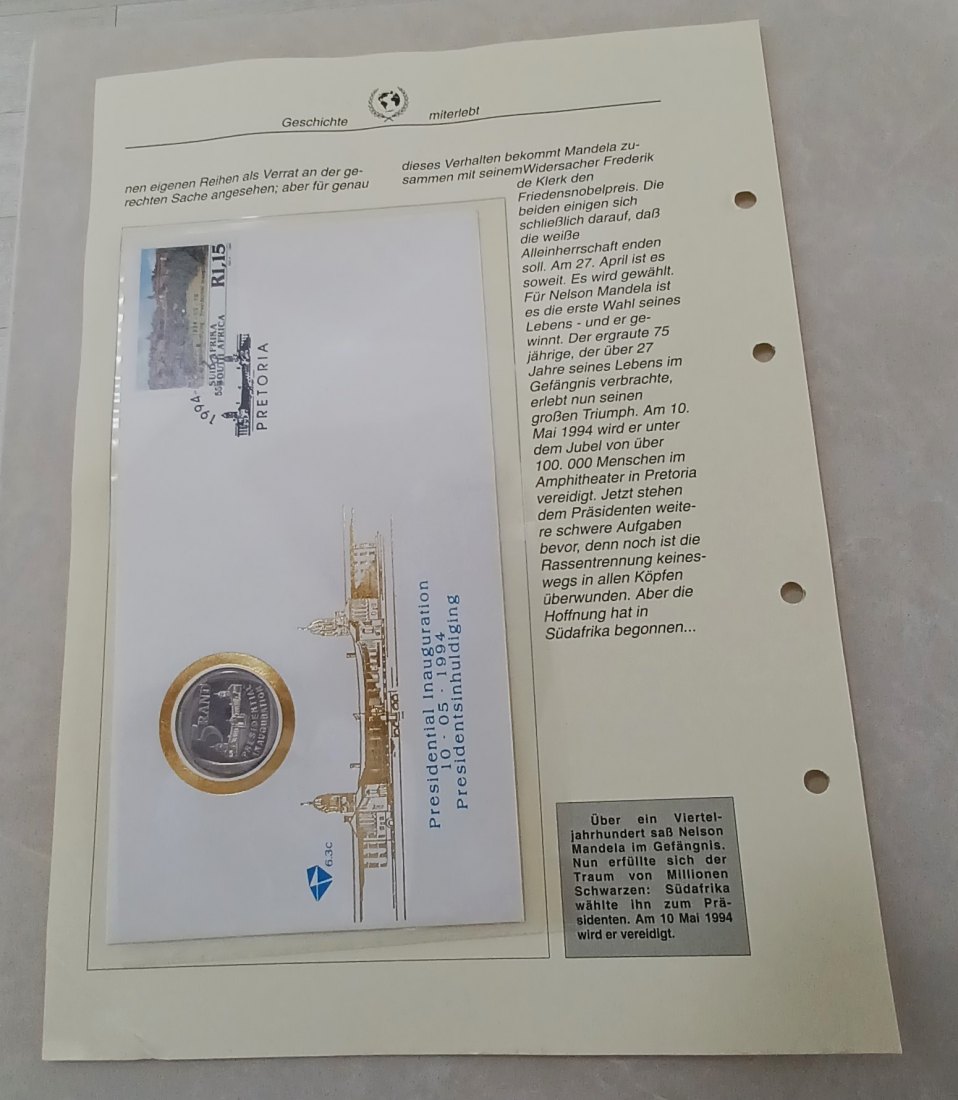 Geschichte miterlebt
nen eigenen Reihen als Verrat an der ge-
rechten Sache angesehen; aber für genau
dieses Verhalten bekommt Mandela zu-
sammen mit seinemWidersacher Frederik
de Klerk den
Friedensnobelpreis. Die
beiden einigen sich
schließlich darauf, daß
die weiße
Alleinherrschaft enden
soll. Am 27. April ist es
soweit. Es wird gewählt.
Für Nelson Mandela ist
es die erste Wahl seines
Lebens - und er ge-
winnt. Der ergraute 75
jährige, der über 27
Jahre seines Lebens im
Gefängnis verbrachte,
erlebt nun seinen
großen Triumph. Am 10.
Mai 1994 wird er unter
dem Jubel von über
100. 000 Menschen im
Amphitheater in Pretoria
vereidigt. Jetzt stehen
dem Präsidenten weite-
re schwere Aufgaben
bevor, denn noch ist die
Rassentrennung keines-
wegs in allen Köpfen
überwunden. Aber die
Hoffnung hat in
Südafrika begonnen...
R1,15
SUID-AFRIKA
SOUTH AFRICA
PRETORIA
5 RAND
PRESIDENTIAL
INAUGURATION
Presidential Inauguration
10 · 05 · 1994
Presidentsinhuldiging
6.3c
Über ein Viertel-
jahrhundert saß Nelson
Mandela im Gefängnis.
Nun erfüllte sich der
Traum von Millionen
Schwarzen: Südafrika
wählte ihn zum Prä-
sidenten. Am 10 Mai 1994
wird er vereidigt.